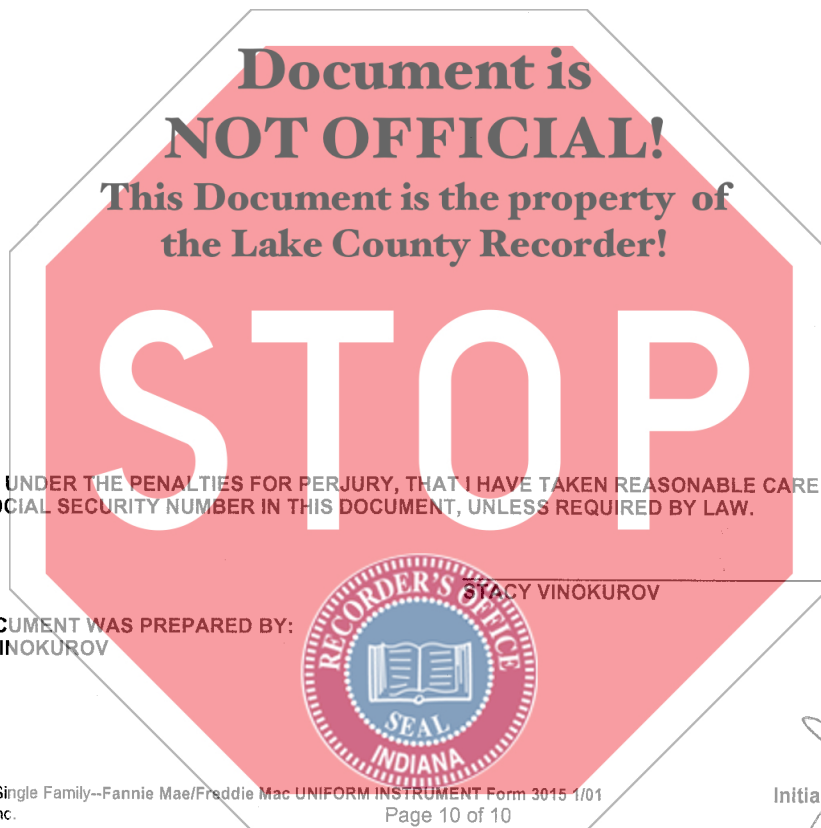 Document is
NOT OFFICIAL!
This Document is the property of
the Lake County Recorder!
STOP
UNDER THE PENALTIES FOR PERJURY, THAT I HAVE TAKEN REASONABLE CARE
SOCIAL SECURITY NUMBER IN THIS DOCUMENT, UNLESS REQUIRED BY LAW.
STACY VINOKUROV
CUMENT WAS PREPARED BY:
INOKUROV
RECORDER'S OFFICE
SEAL
INDIANA
Single Family--Fannie Mae/Freddie Mac UNIFORM INSTRUMENT Form 3015 1/01
Initia
nc.
Page 10 of 10